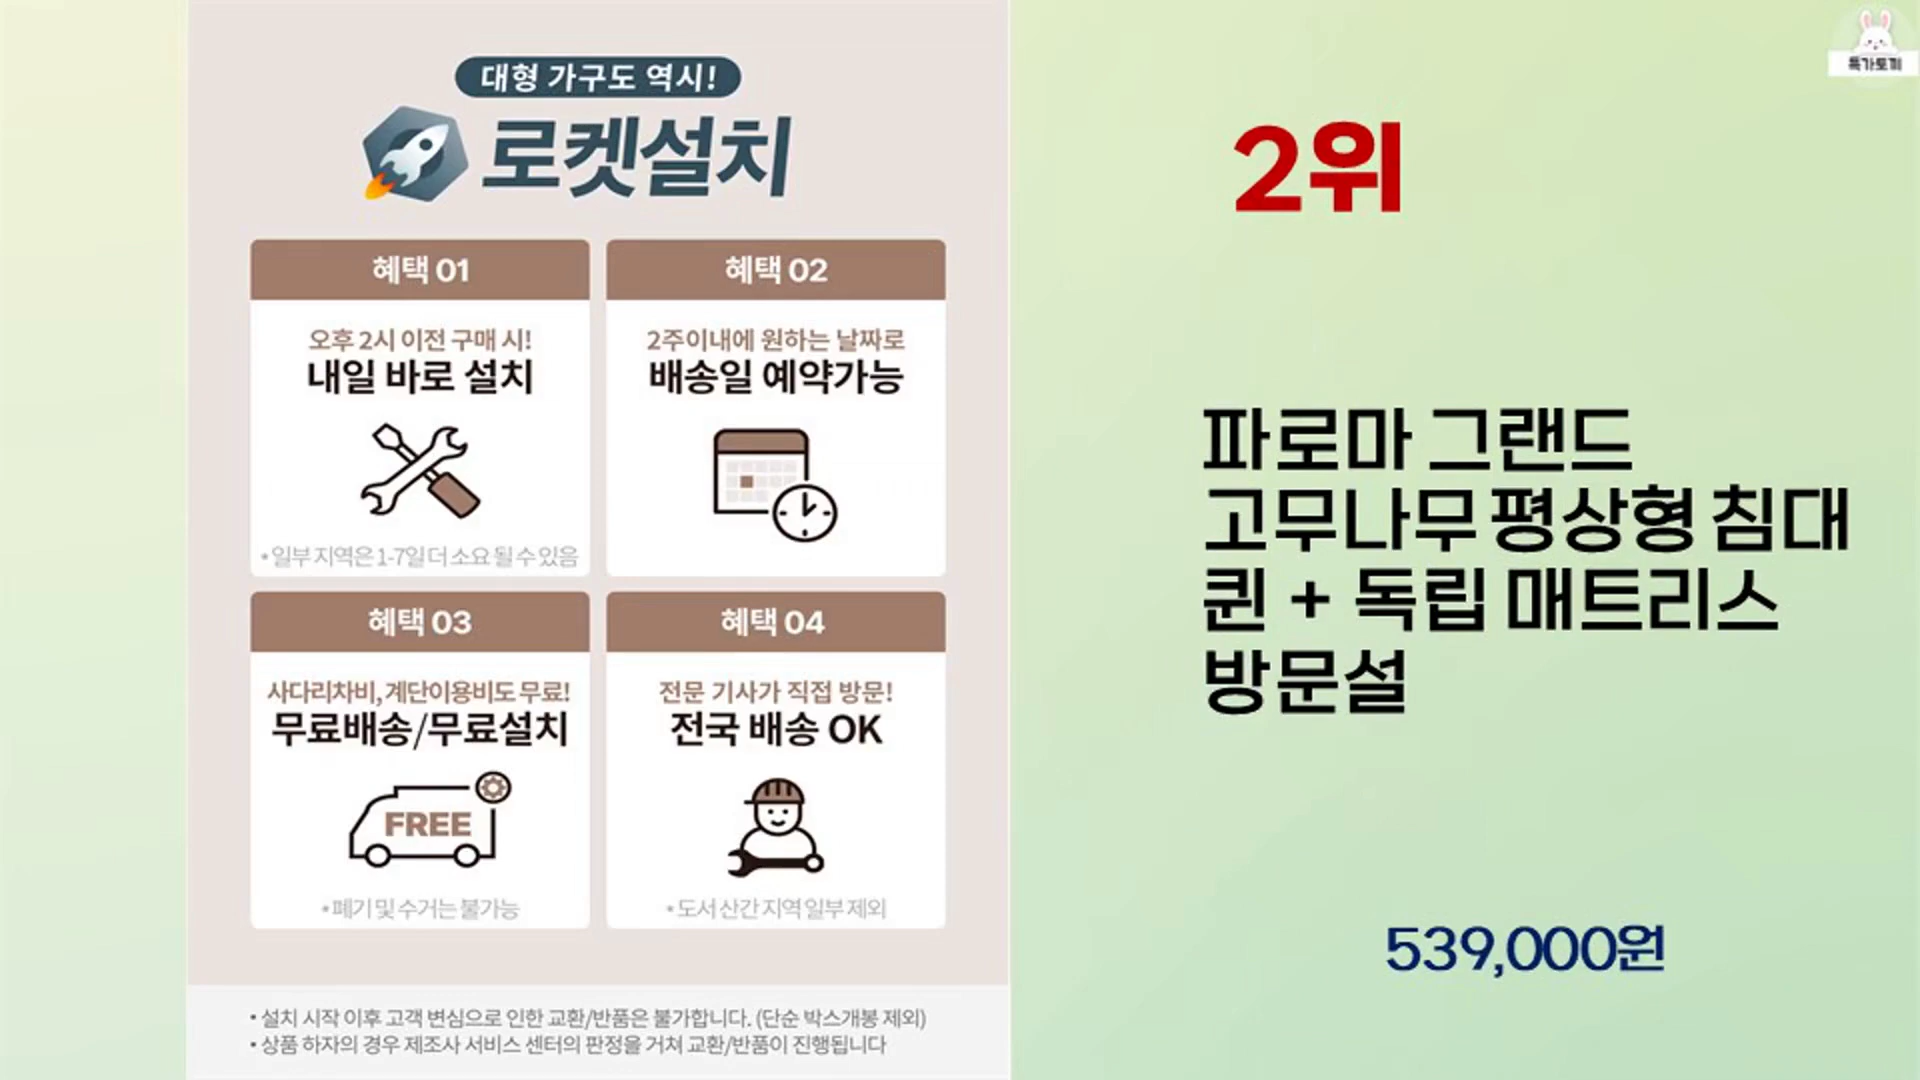 대형 가구도 역시!
로켓설치
혜택 01
오후 2시 이전 구매 시!
내일 바로 설치
* 일부 지역은 1-7일 더 소요 될 수 있음
혜택 02
2주이내에 원하는 날짜로
배송일 예약가능
혜택 03
사다리차비, 계단이용비도 무료!
무료배송/무료설치
FREE
* 폐기 및 수거는 불가능
혜택 04
전문 기사가 직접 방문!
전국 배송 OK
* 도서 산간 지역 일부 제외
• 설치 시작 이후 고객 변심으로 인한 교환/반품은 불가합니다. (단순 박스개봉 제외)
• 상품 하자의 경우 제조사 서비스 센터의 판정을 거쳐 교환/반품이 진행됩니다
특가토끼
2위
파로마 그랜드
고무나무 평상형 침대
퀸 + 독립 매트리스
방문설
539,000원